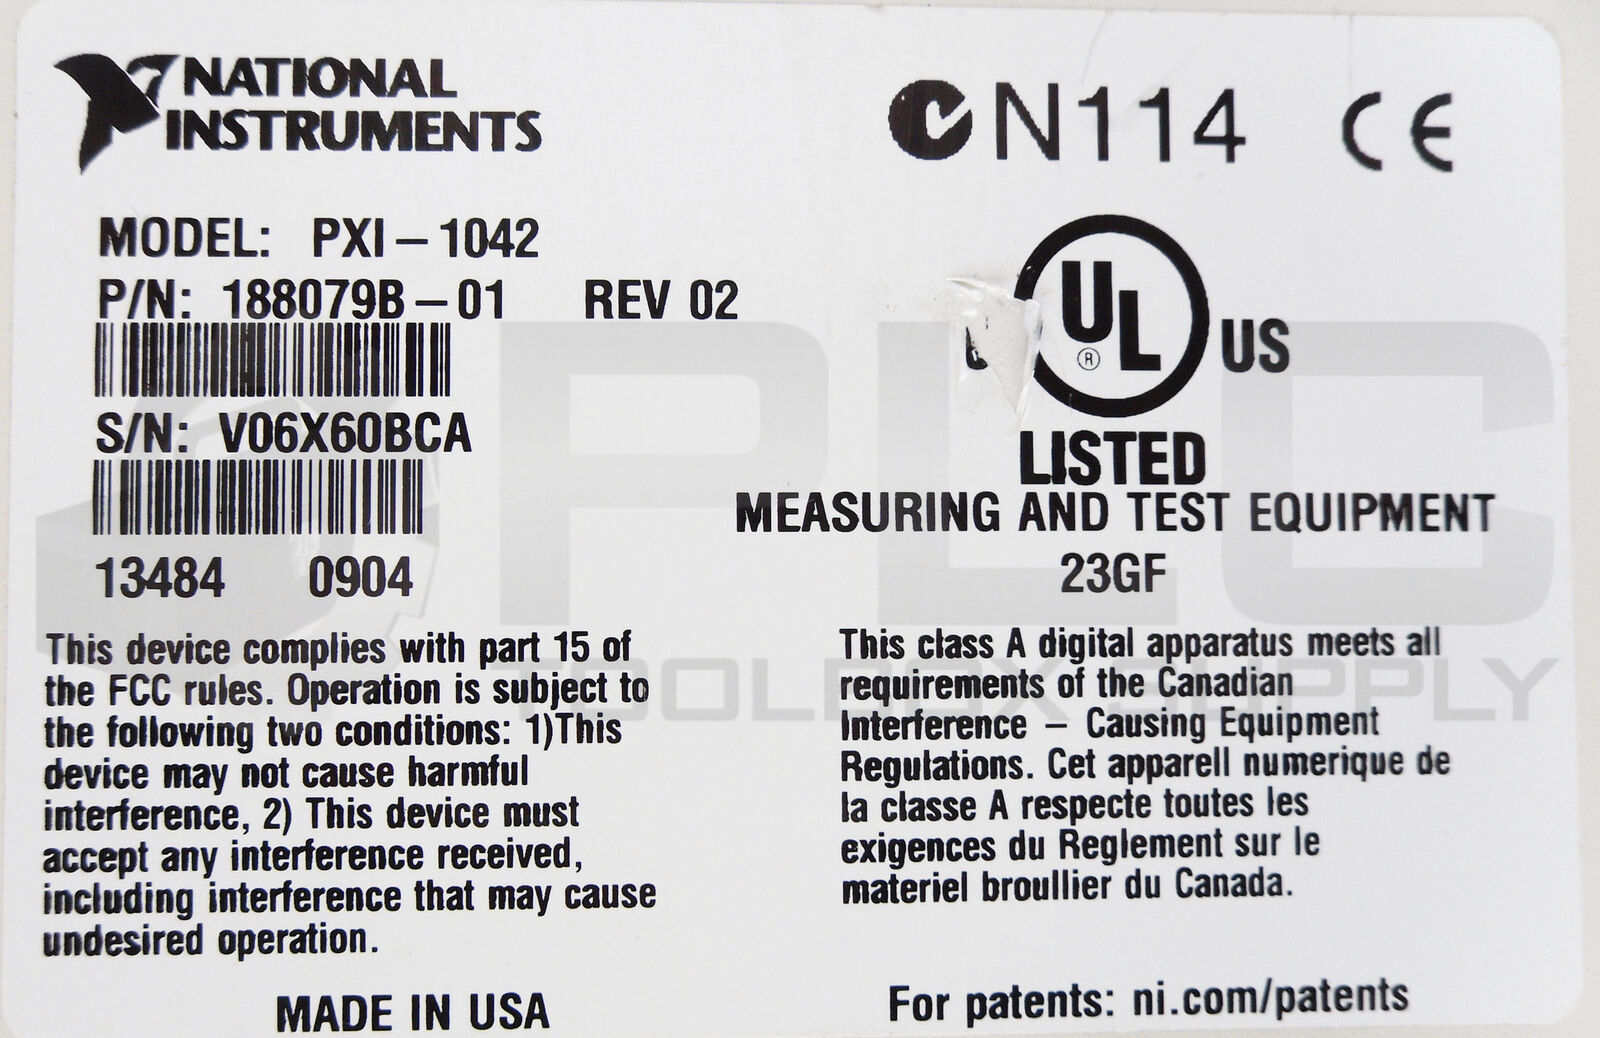 NATIONAL
INSTRUMENTS
N114 CE
MODEL: PXI-1042
P/N: 188079B-01 REV 02
S/N: V06X60BCA
13484 0904
UL
®
US
LISTED
MEASURING AND TEST EQUIPMENT
23GF
This device complies with part 15 of
the FCC rules. Operation is subject to
the following two conditions: 1)This
device may not cause harmful
interference, 2) This device must
accept any interference received,
including interference that may cause
undesired operation.
MADE IN USA
This class A digital apparatus meets all
requirements of the Canadian
Interference – Causing Equipment
Regulations. Cet apparell numerique de
la classe A respecte toutes les
exigences du Reglement sur le
materiel broullier du Canada.
For patents: ni.com/patents
PLC
TOOLBOX SUPPLY